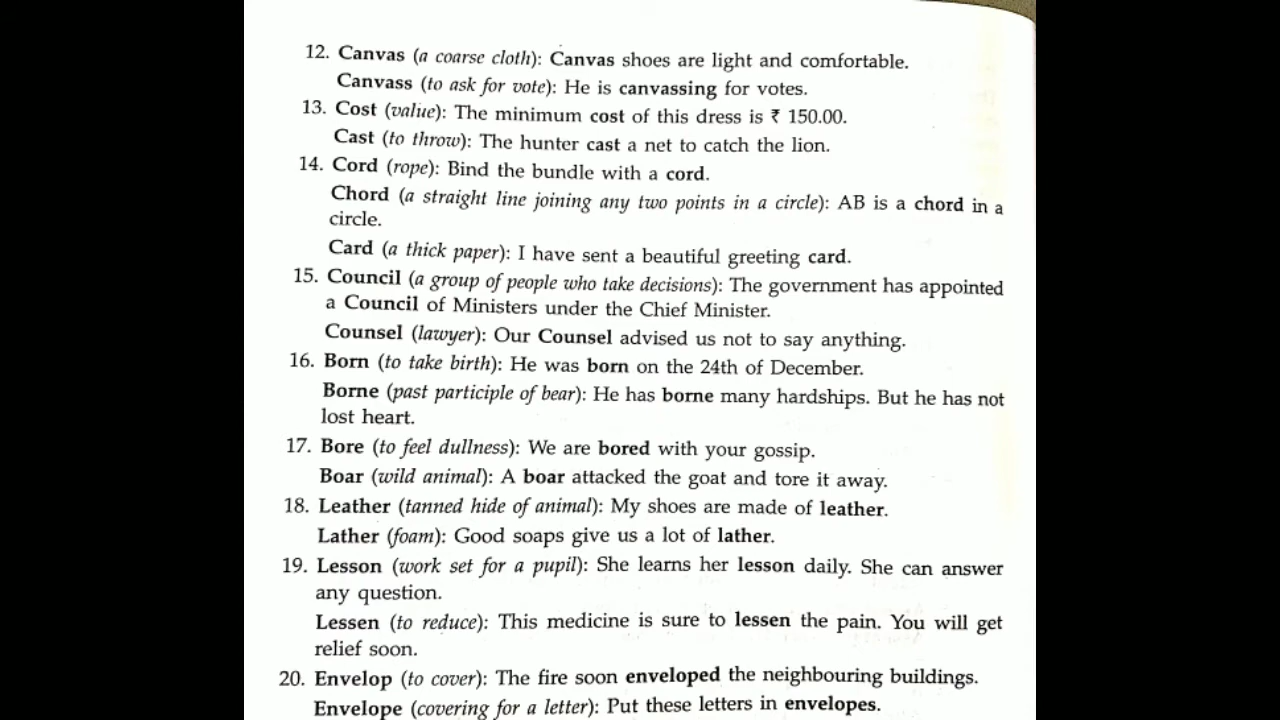 12. Canvas (a coarse cloth): Canvas shoes are light and comfortable.
Canvass (to ask for vote): He is canvassing for votes.
13. Cost (value): The minimum cost of this dress is ₹ 150.00.
Cast (to throw): The hunter cast a net to catch the lion.
14. Cord (rope): Bind the bundle with a cord.
Chord (a straight line joining any two points in a circle): AB is a chord in a
circle.
Card (a thick paper): I have sent a beautiful greeting card.
15. Council (a group of people who take decisions): The government has appointed
a Council of Ministers under the Chief Minister.
Counsel (lawyer): Our Counsel advised us not to say anything.
16. Born (to take birth): He was born on the 24th of December.
Borne (past participle of bear): He has borne many hardships. But he has not
lost heart.
17. Bore (to feel dullness): We are bored with your gossip.
Boar (wild animal): A boar attacked the goat and tore it away.
18. Leather (tanned hide of animal): My shoes are made of leather.
Lather (foam): Good soaps give us a lot of lather.
19. Lesson (work set for a pupil): She learns her lesson daily. She can answer
any question.
Lessen (to reduce): This medicine is sure to lessen the pain. You will get
relief soon.
20. Envelop (to cover): The fire soon enveloped the neighbouring buildings.
Envelope (covering for a letter): Put these letters in envelopes.